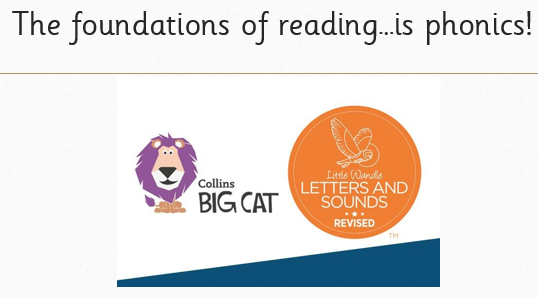 The foundations of reading...is phonics!
Collins
BIG CAT
Little Wandle
LETTERS AND
SOUNDS
REVISED
TM